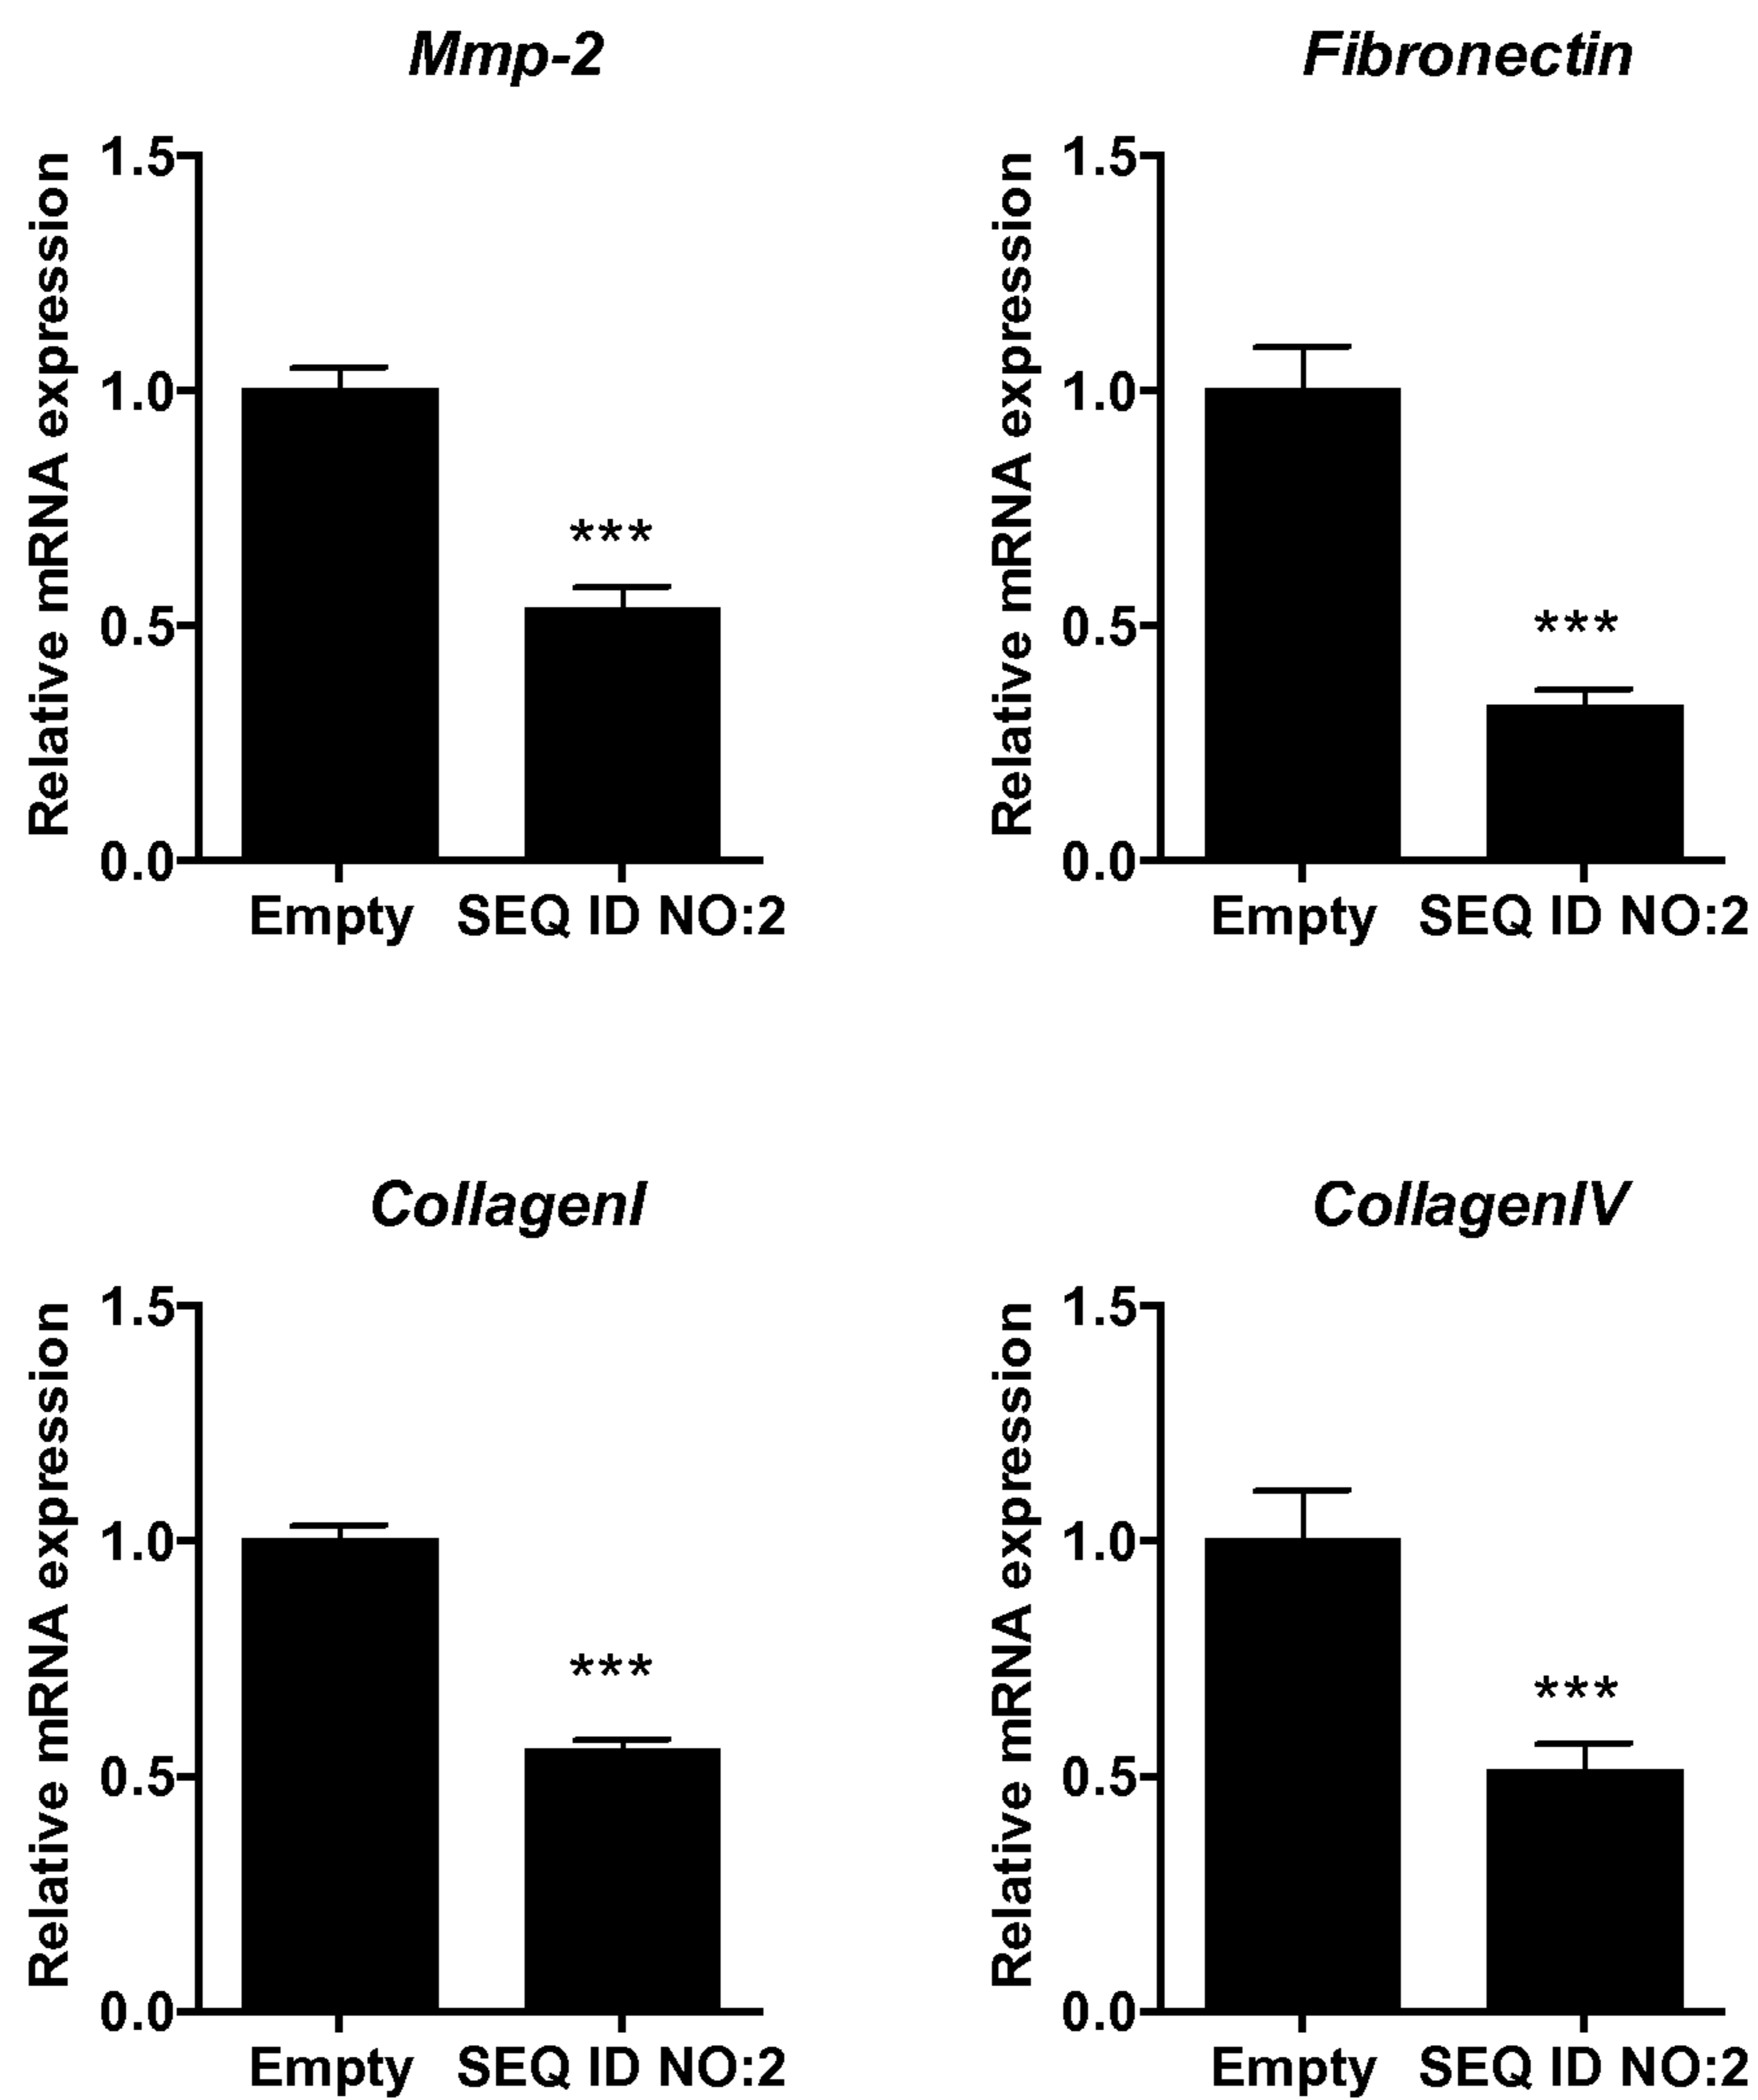 Mmp-2
Relative mRNA expression
1.5
1.0
***
0.5
0.0
Empty SEQ ID NO:2
Fibronectin
Relative mRNA expression
1.5
1.0
0.5
***
0.0
Empty SEQ ID NO:2
CollagenI
Relative mRNA expression
1.5
1.0
***
0.5
0.0
Empty SEQ ID NO:2
CollagenIV
Relative mRNA expression
1.5
1.0
***
0.5
0.0
Empty SEQ ID NO:2